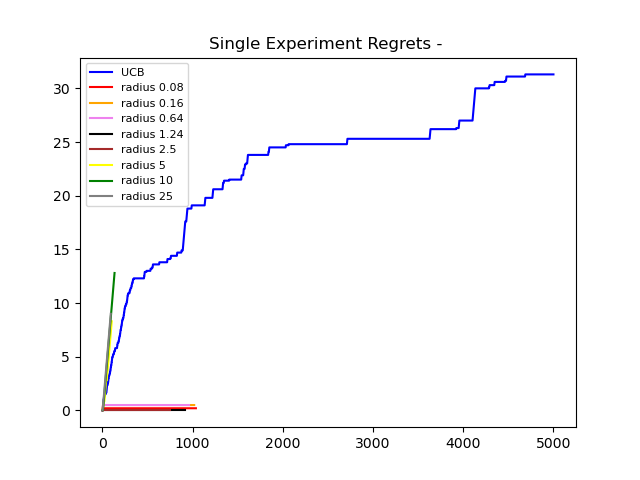 Single Experiment Regrets -
UCB
radius 0.08
radius 0.16
radius 0.64
radius 1.24
radius 2.5
radius 5
radius 10
radius 25
30
25
20
15
10
5
0
0 1000 2000 3000 4000 5000